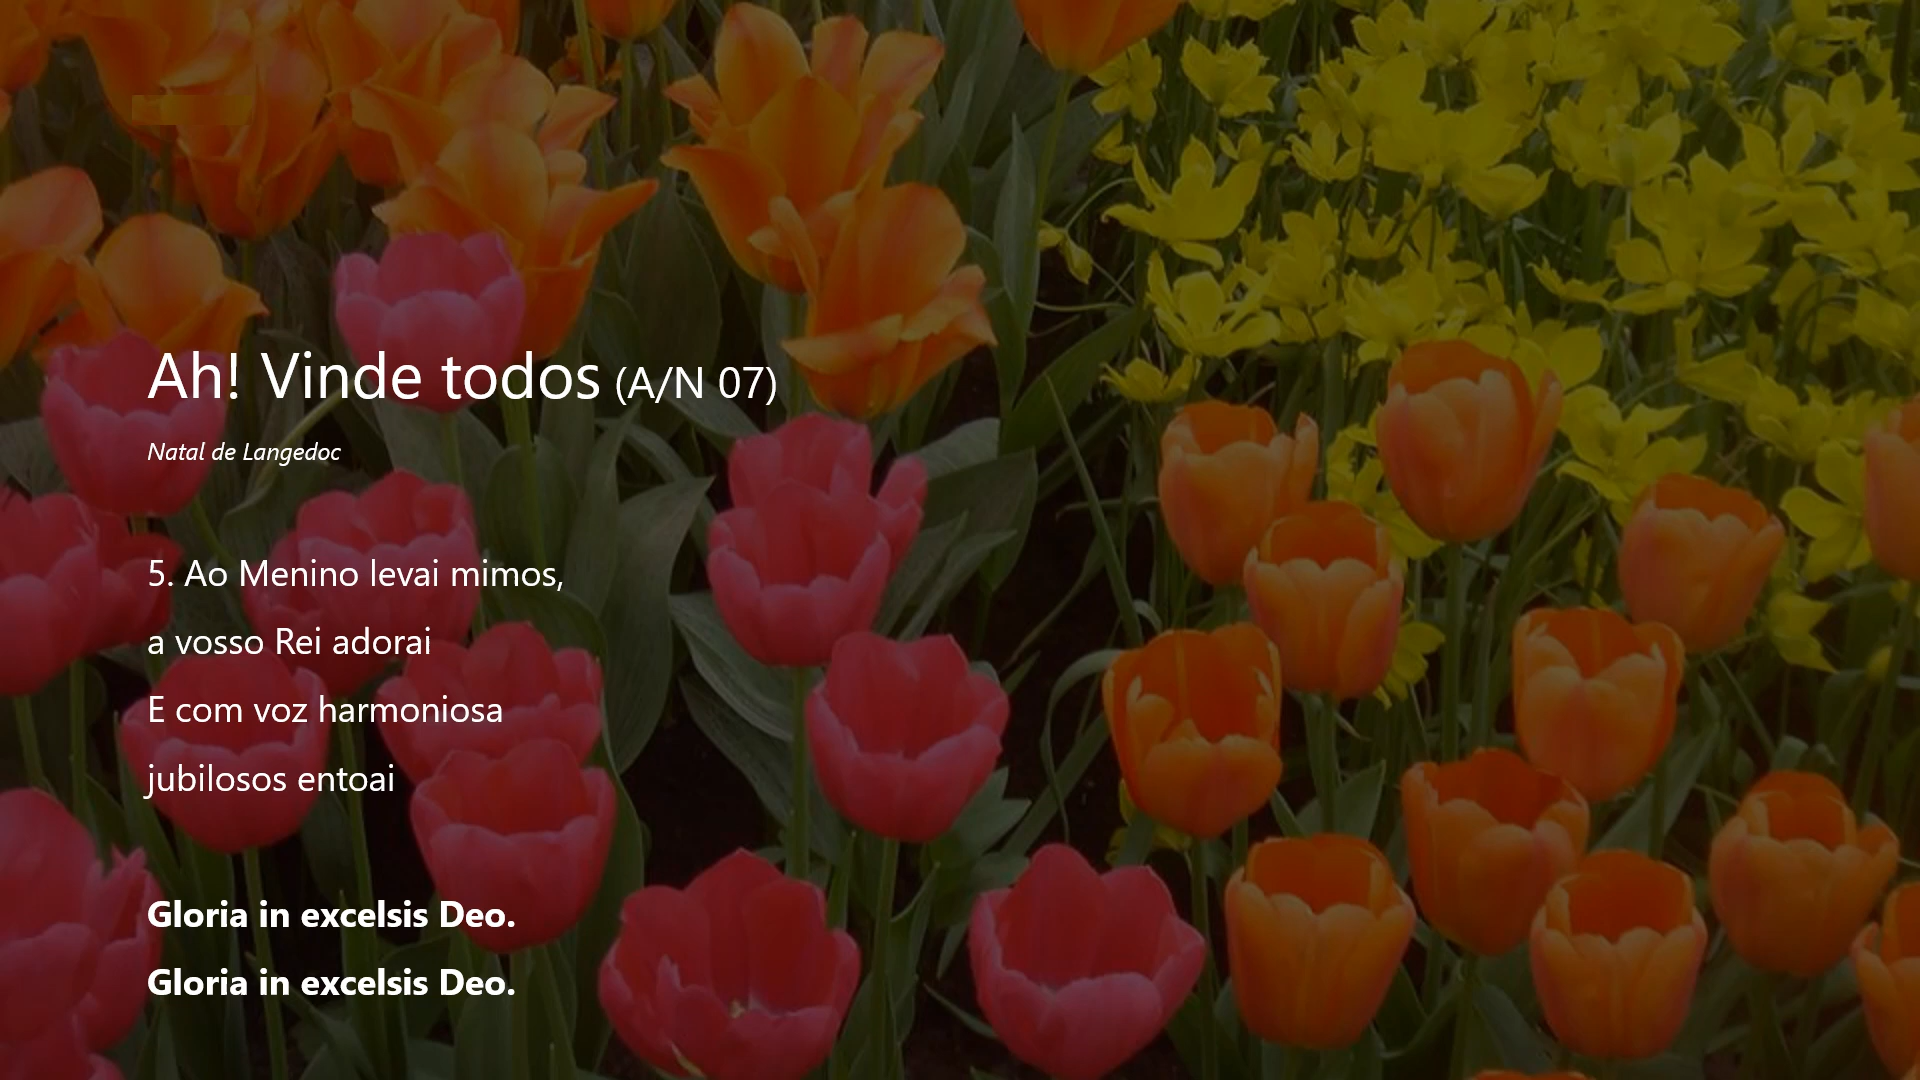 Ah! Vinde todos (A/N 07)
Natal de Langedoc
5. Ao Menino levai mimos,
a vosso Rei adorai
E com voz harmoniosa
jubilosos entoai
Gloria in excelsis Deo.
Gloria in excelsis Deo.